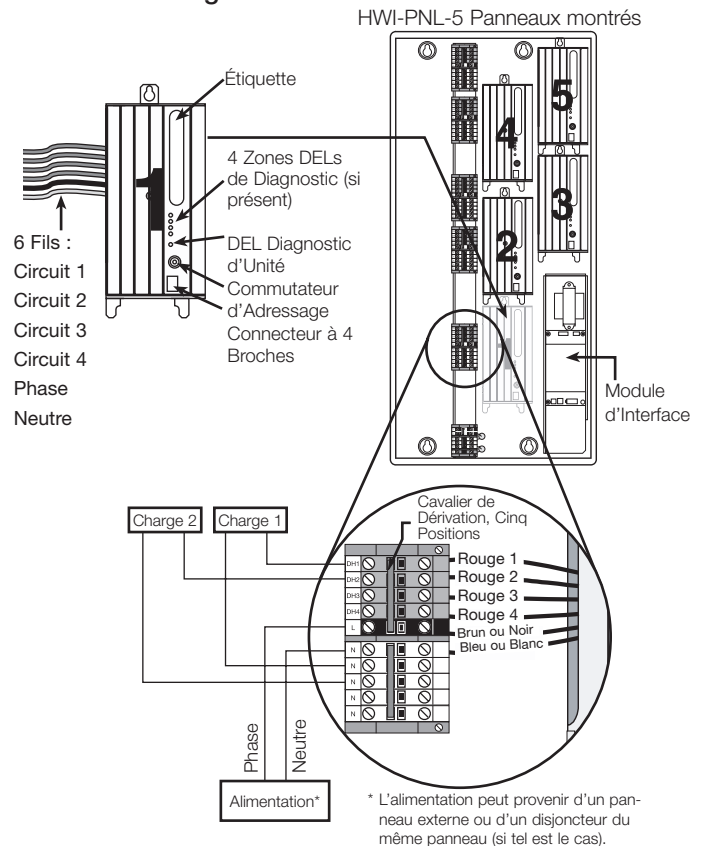 HWI-PNL-5 Panneaux montrés
Étiquette
4 Zones DELs
de Diagnostic (si
présent)
DEL Diagnostic
d'Unité
Commutateur
d'Adressage
Connecteur à 4
Broches
6 Fils :
Circuit 1
Circuit 2
Circuit 3
Circuit 4
Phase
Neutre
5
4
3
2
Module
d'Interface
Cavalier de
Dérivation, Cinq
Positions
Charge 2
Charge 1
DH1
DH2
DH3
DH4
L
N
N
N
N
N
Rouge 1
Rouge 2
Rouge 3
Rouge 4
Brun ou Noir
Bleu ou Blanc
Phase
Neutre
Alimentation*
* L'alimentation peut provenir d'un pan-
neau externe ou d'un disjoncteur du
même panneau (si tel est le cas).